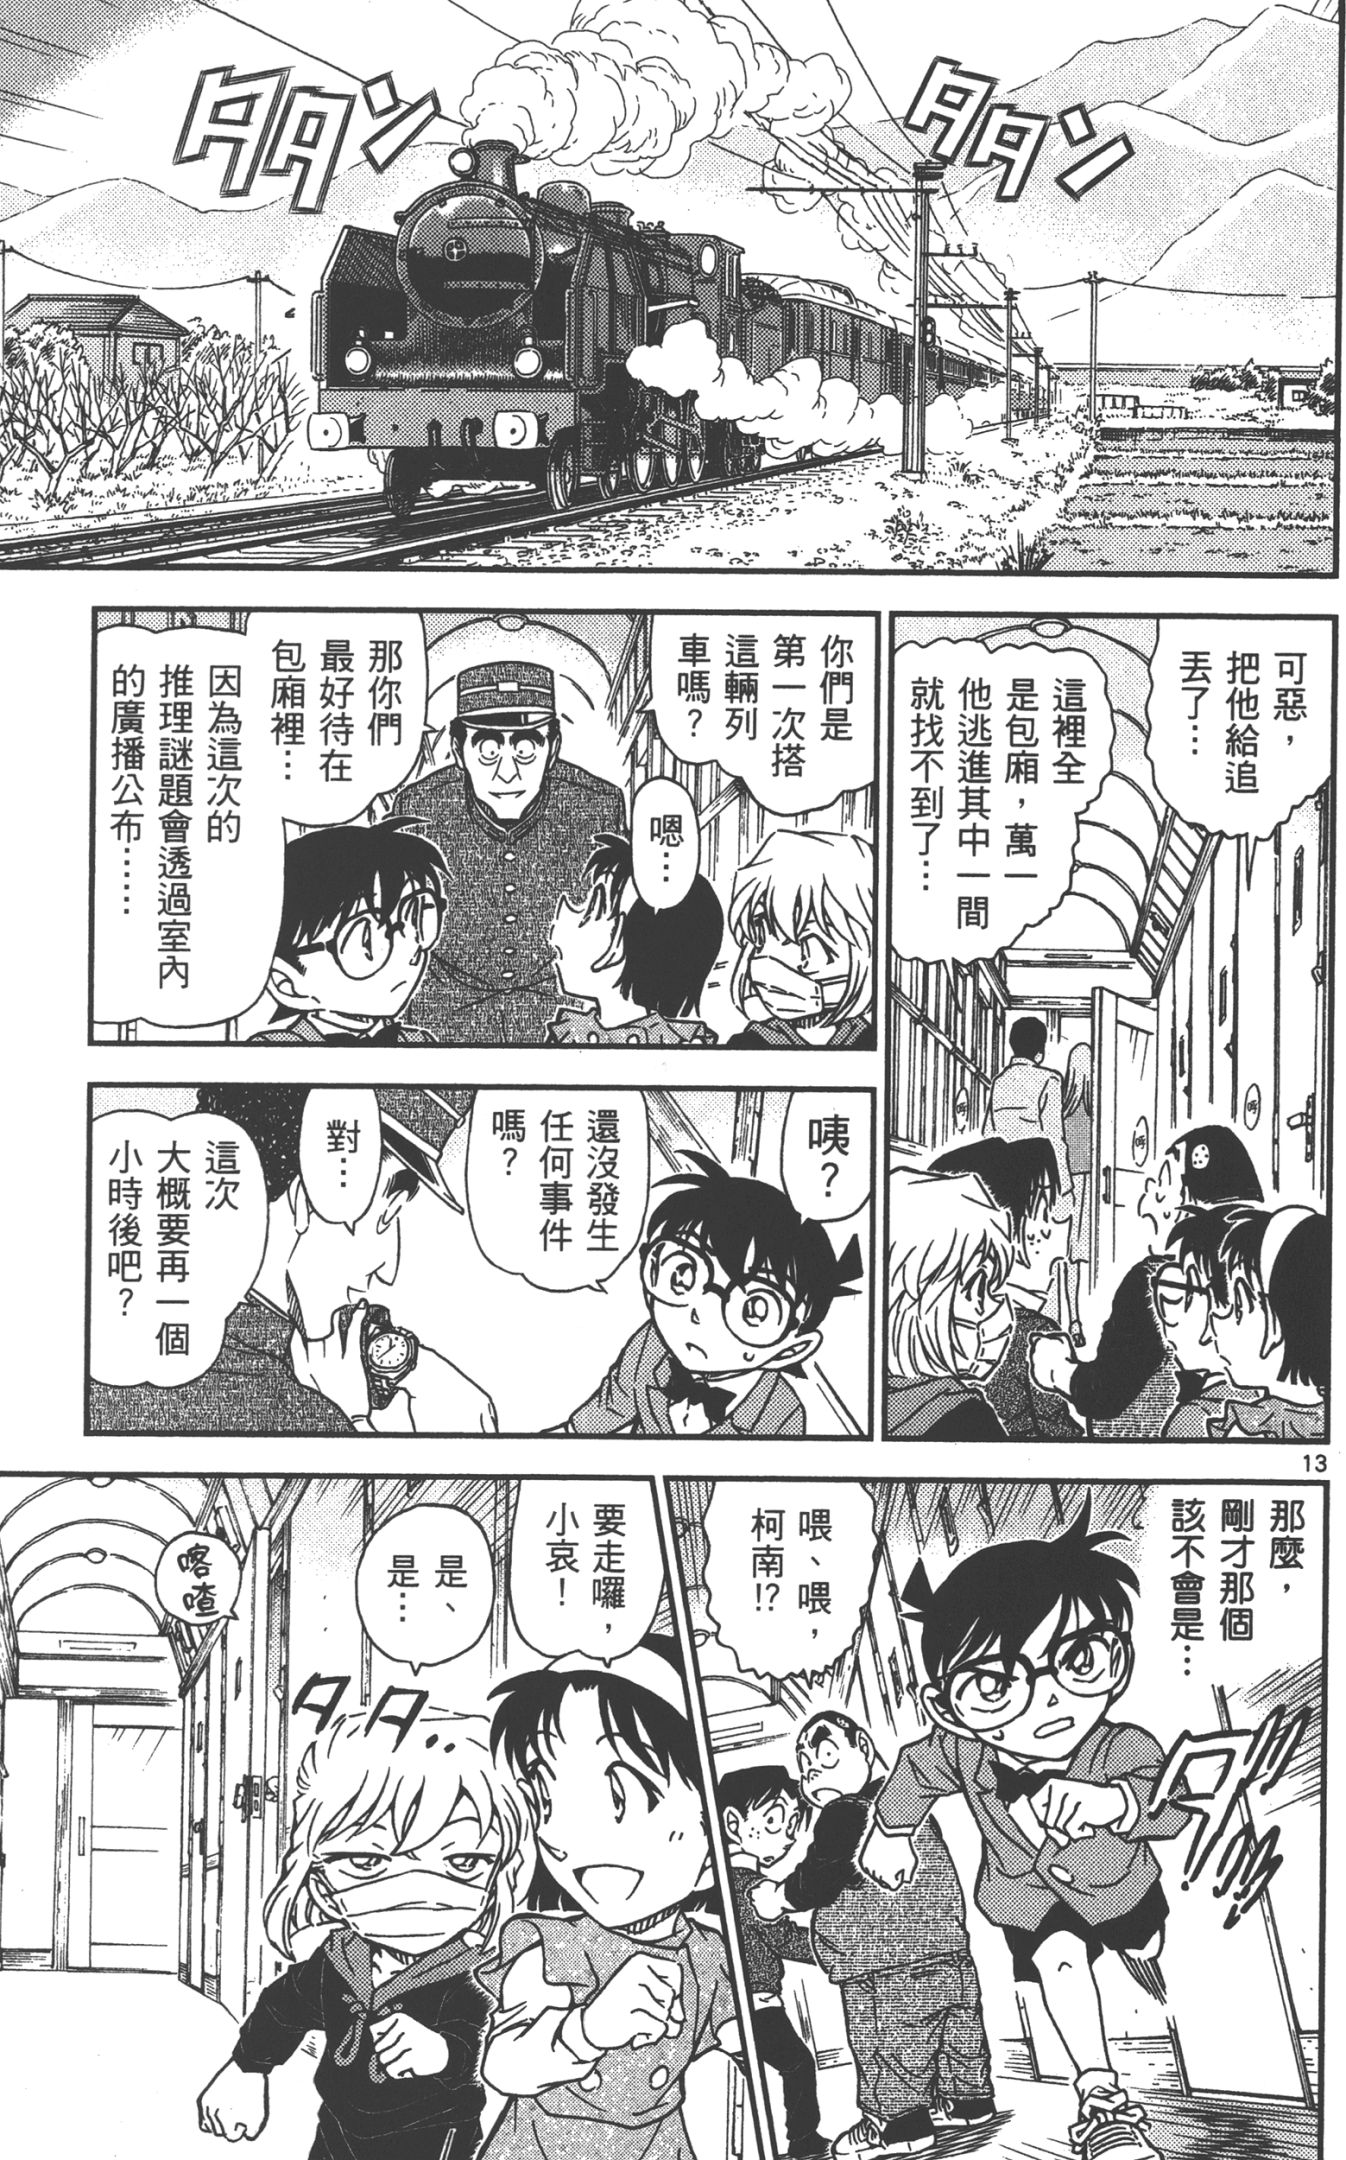 タタン
タタン
可惡，
把他給追
丟了…
這裡全
是包廂，萬一
他逃進其中一間
就找不到了…
呼
呼
你們是
第一次搭
這輛列
車嗎？
嗯…
那你們
最好待在
包廂裡…
因為這次的
推理謎題會透過室內
的廣播公布……
咦？
還沒發生
任何事件
嗎？
對…
這次
大概要再一個
小時後吧？
13
那麼，
剛才那個
該不會是…
ダダダ
喂、喂，
柯南!?
要走囉，
小哀！
是、
是…
タタ…
喀喳